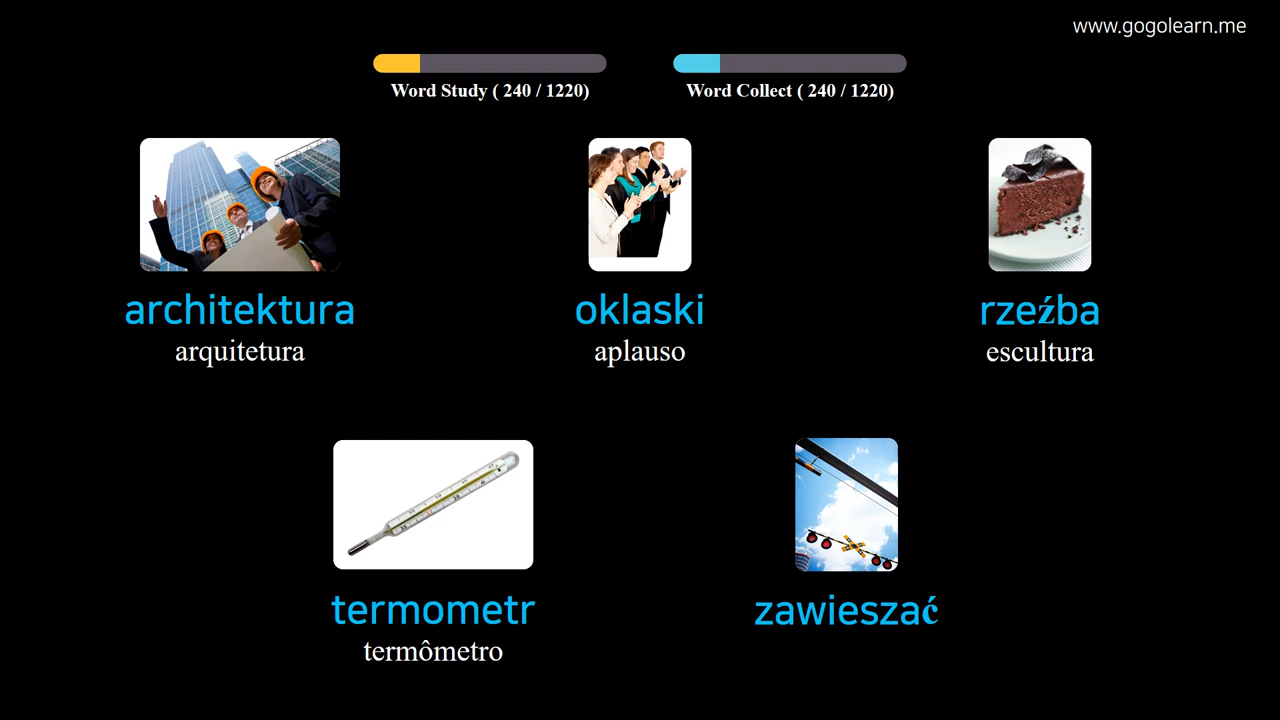 www.gogolearn.me
Word Study ( 240 / 1220)
Word Collect ( 240 / 1220)
architektura
arquitetura
oklaski
aplauso
rzeźba
escultura
termometr
termômetro
zawieszać